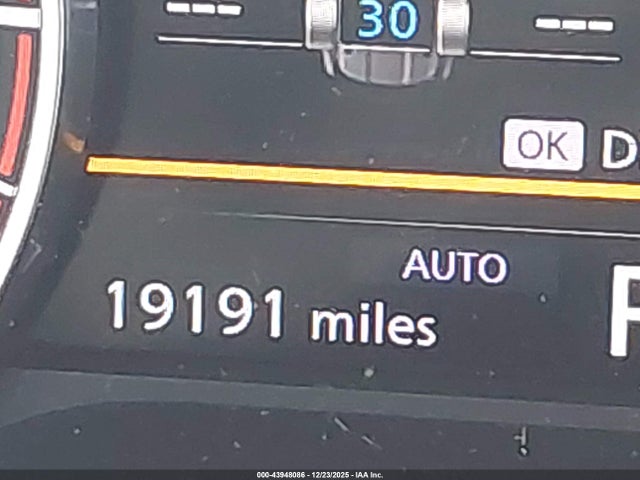 --- 30 ---
OK D
AUTO
19191 miles
000-43948086 - 12/23/2025 - IAA Inc.